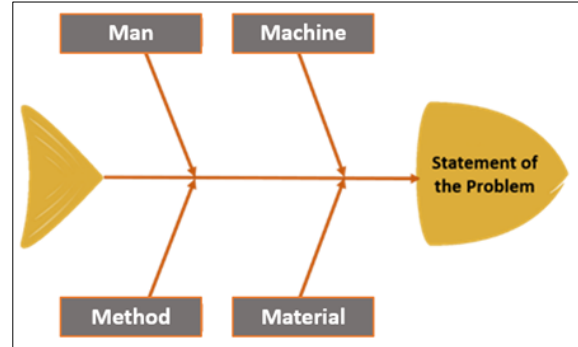 Man
Machine
Statement of
the Problem
Method
Material